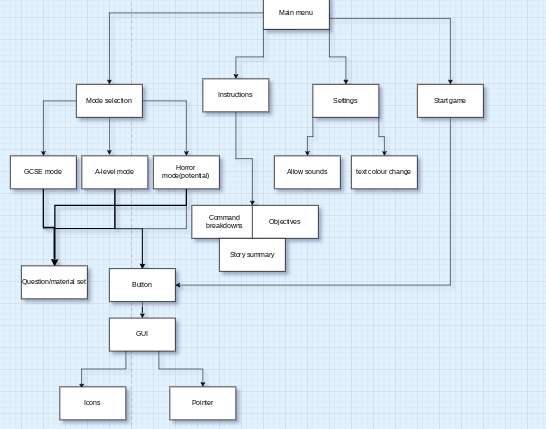 Main menu
Mode selection
Instructions
Settings
Start game
GCSE mode
A-level mode
Horror
mode(potential)
Allow sounds
text colour change
Command
breakdowns
Objectives
Story summary
Question/material set
Button
GUI
Icons
Pointer